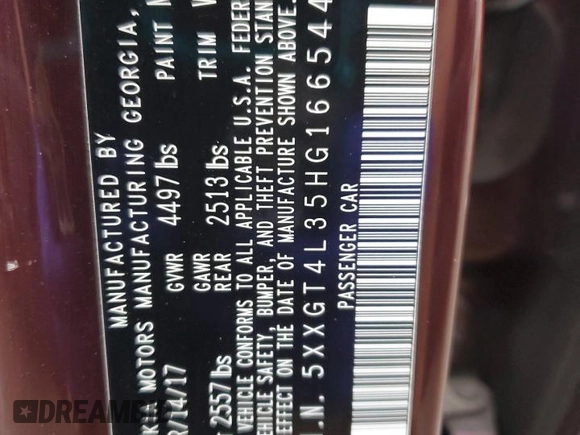 MANUFACTURED BY
MOTORS MANUFACTURING GEORGIA,
/14/17 GVWR 4497 lbs PAINT
2557 lbs GAWR REAR 2513 lbs TRIM
VEHICLE CONFORMS TO ALL APPLICABLE U.S.A. FEDER
VEHICLE SAFETY, BUMPER, AND THEFT PREVENTION STAN
EFFECT ON THE DATE OF MANUFACTURE SHOWN ABOVE.
I.N. 5XXGT4L35HG166544
PASSENGER CAR
DREAMBID